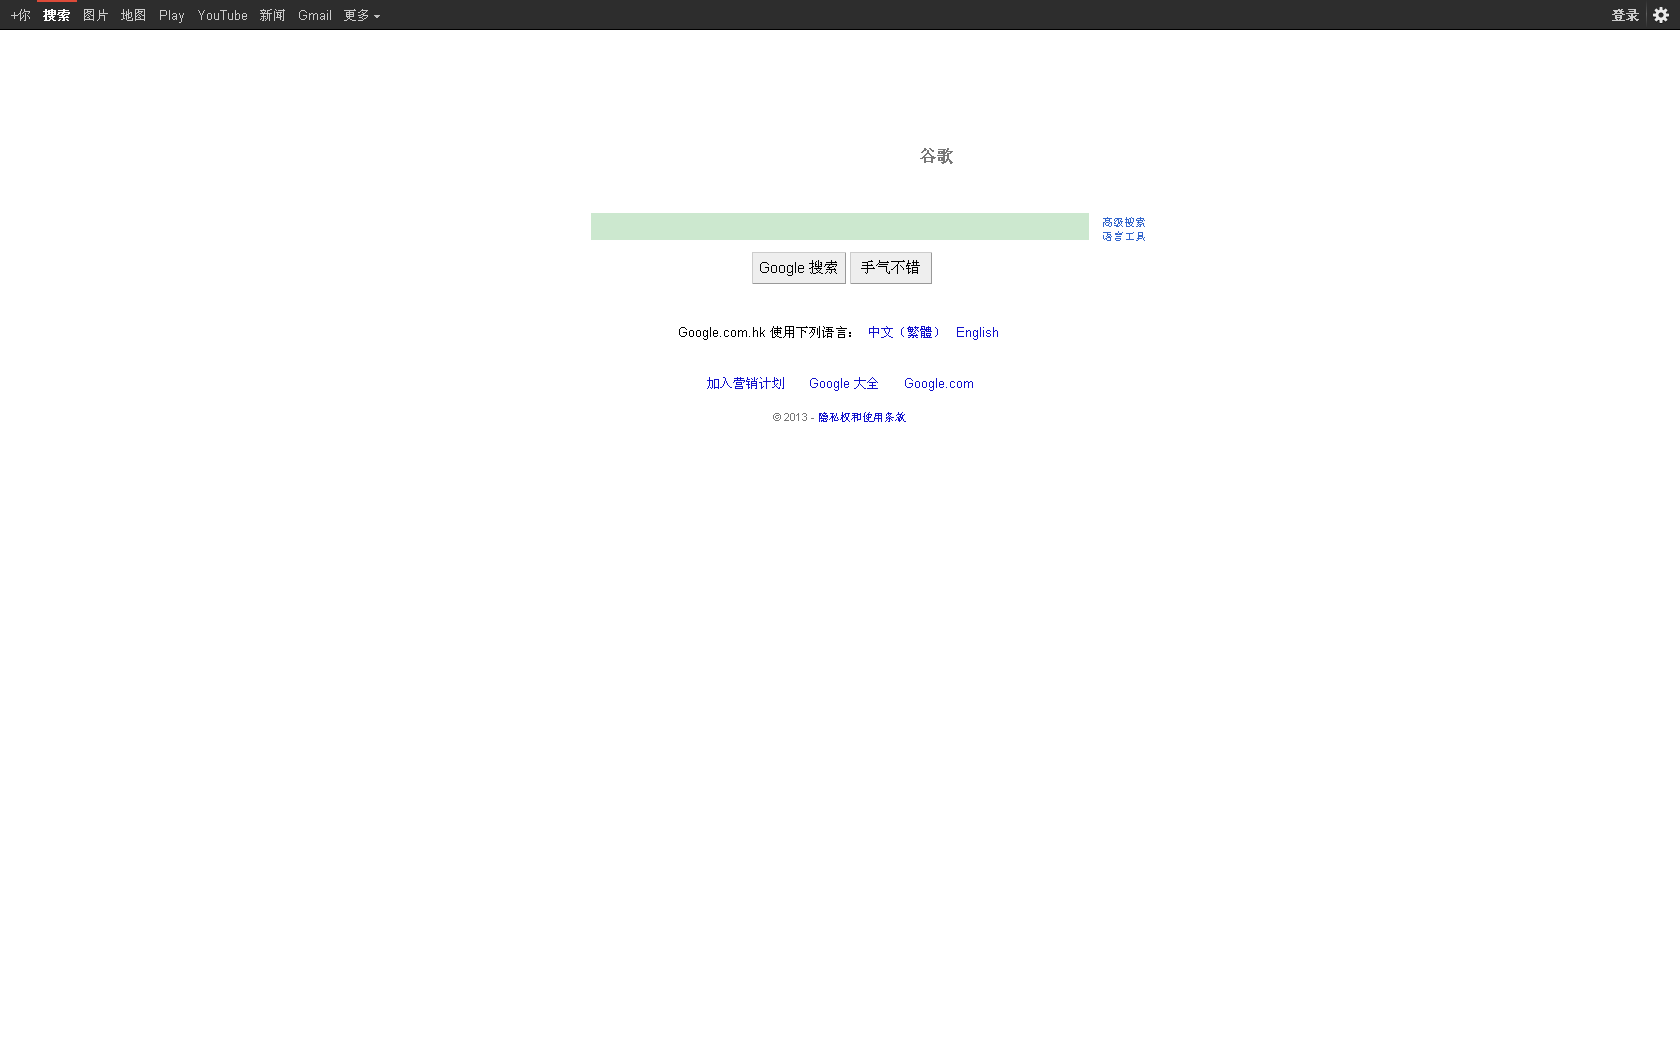 +你 搜索 图片 地图 Play YouTube 新闻 Gmail 更多 登录
谷歌
高级搜索
语言工具
Google 搜索 手气不错
Google.com.hk 使用下列语言： 中文（繁體） English
加入营销计划 Google 大全 Google.com
© 2013 - 隐私权和使用条款